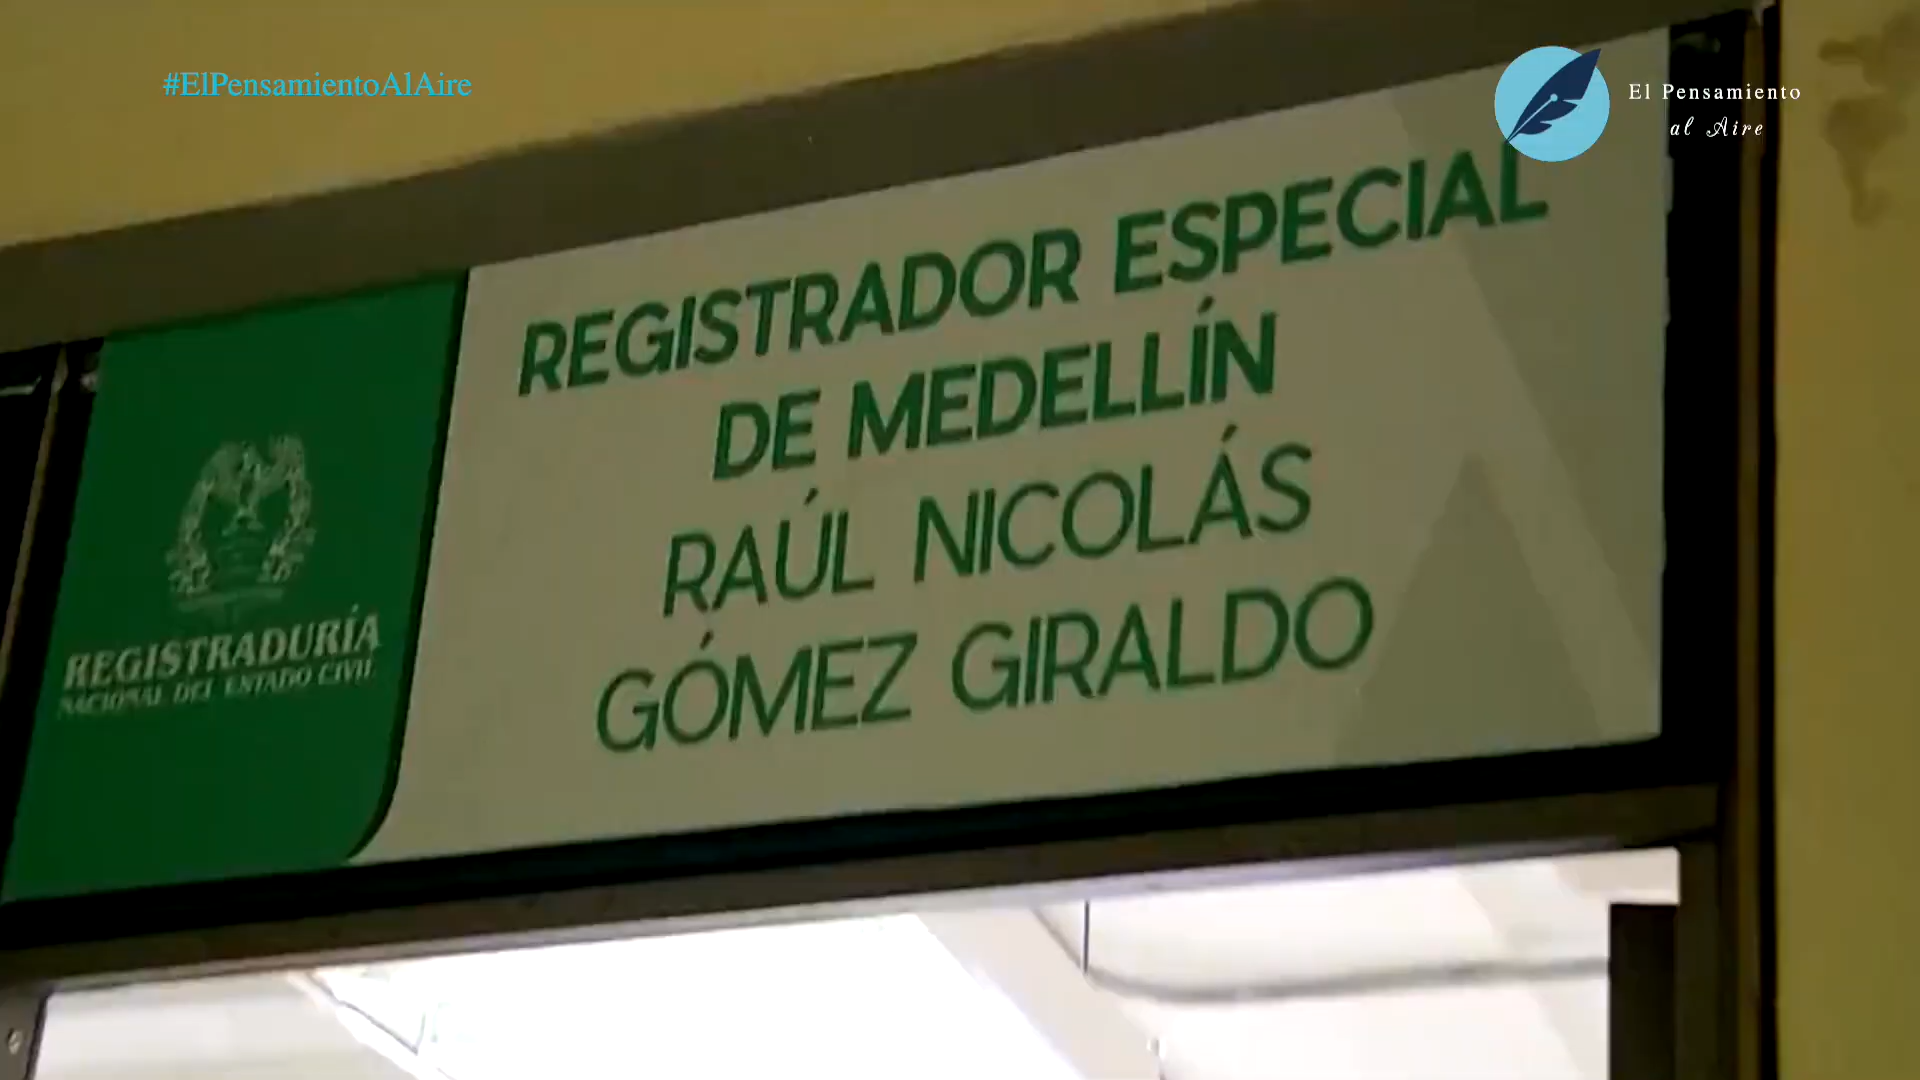 #ElPensamientoAlAire
El Pensamiento
al Aire
REGISTRADOR ESPECIAL
DE MEDELLÍN
RAÚL NICOLÁS
GÓMEZ GIRALDO
REGISTRADURÍA
NACIONAL DEL ESTADO CIVIL